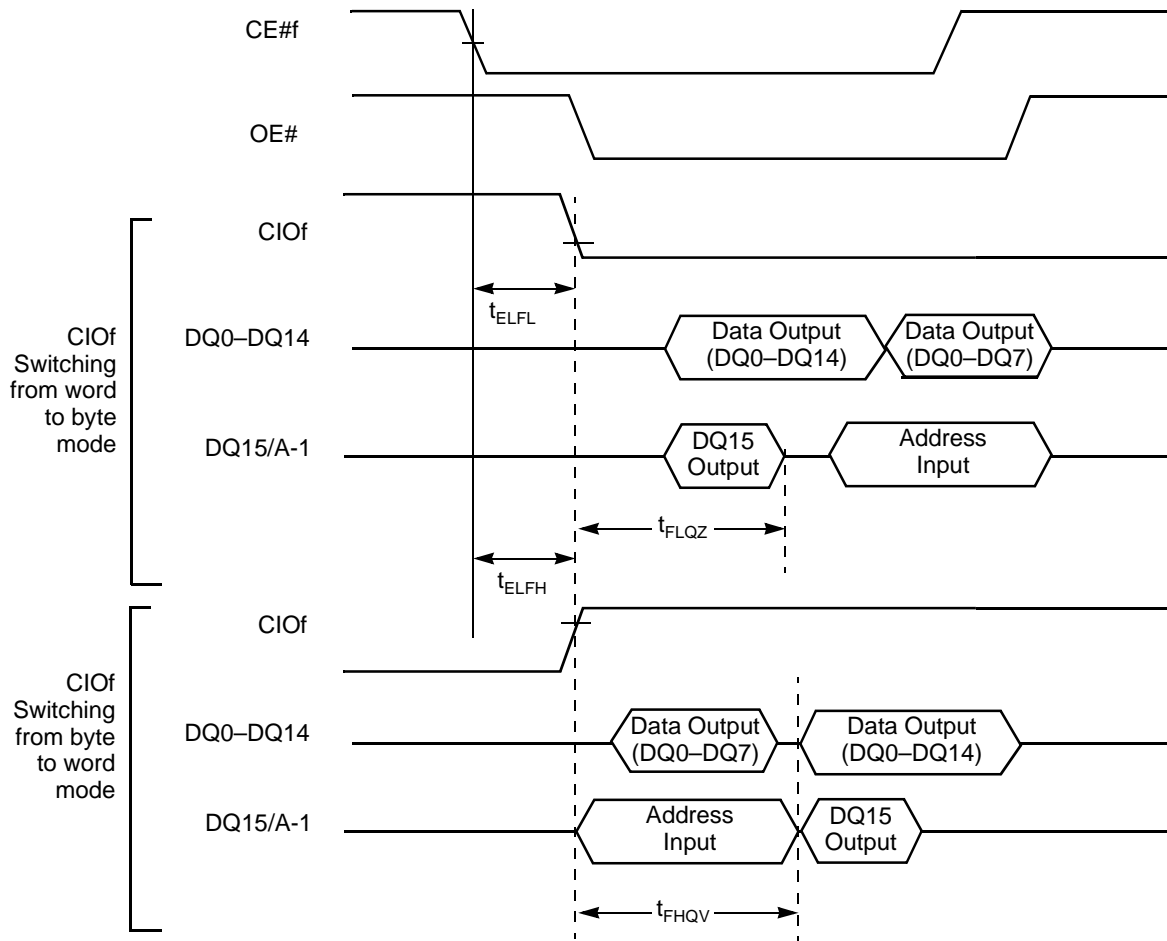 CE#f
OE#
CIOf
tELFL
CIOf
Switching
from word
to byte
mode
DQ0–DQ14
Data Output
(DQ0–DQ14)
Data Output
(DQ0–DQ7)
DQ15/A-1
DQ15
Output
Address
Input
tFLQZ
tELFH
CIOf
CIOf
Switching
from byte
to word
mode
DQ0–DQ14
Data Output
(DQ0–DQ7)
Data Output
(DQ0–DQ14)
DQ15/A-1
Address
Input
DQ15
Output
tFHQV